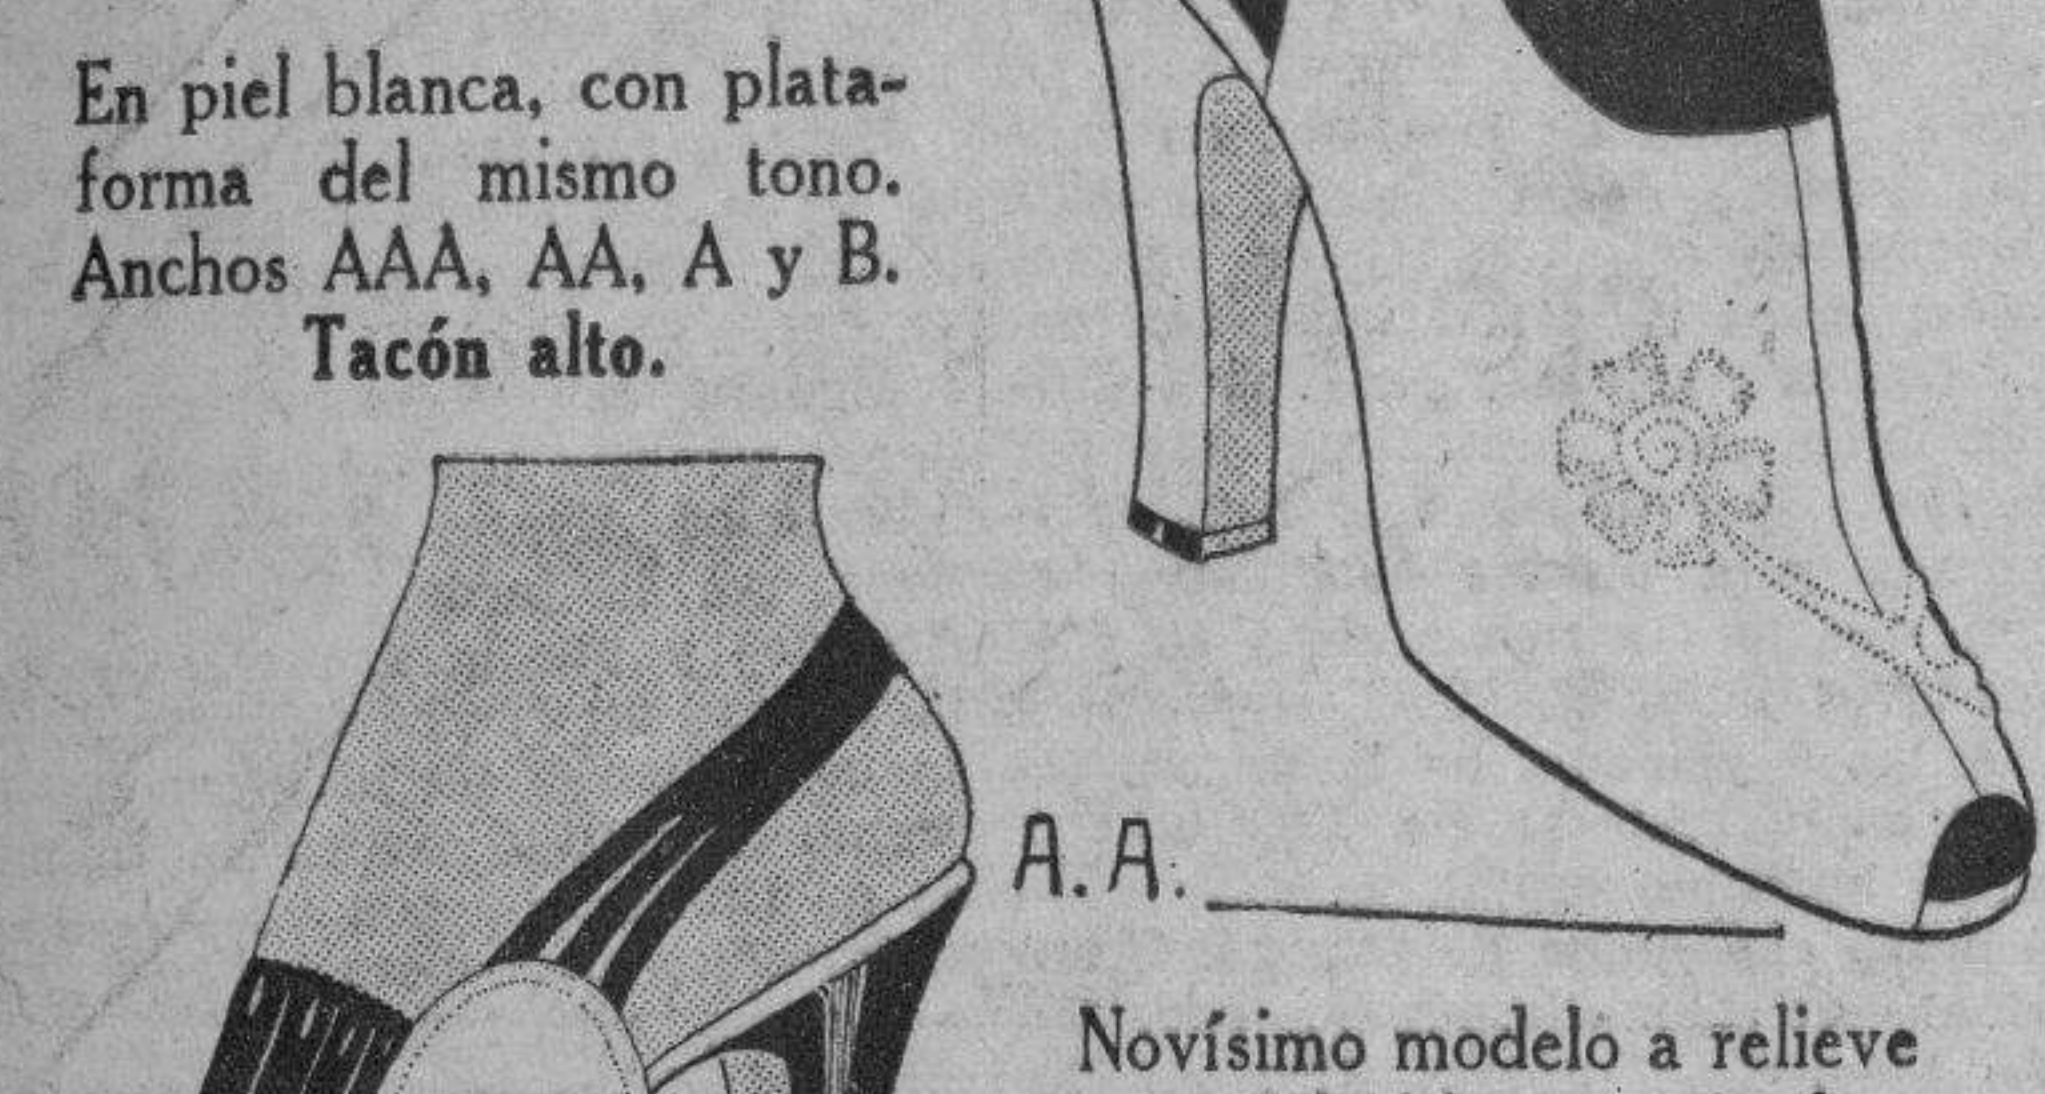 En piel blanca, con plata-
forma del mismo tono.
Anchos AAA, AA, A y B.
Tacón alto.
A.A.
Novísimo modelo a relieve